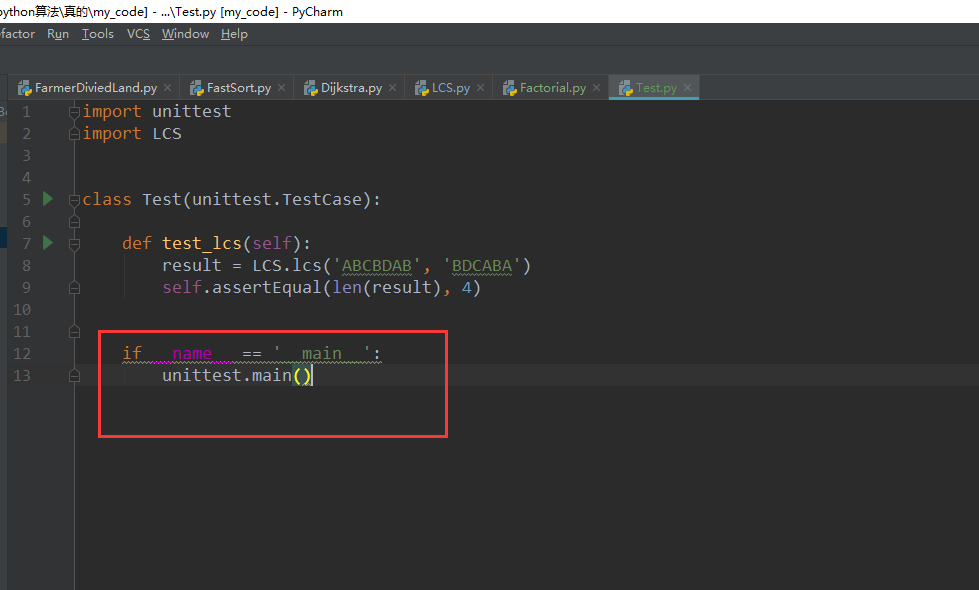 python算法\真的\my_code] - ...\Test.py [my_code] - PyCharm
factor Run Tools VCS Window Help
FarmerDiviedLand.py FastSort.py Dijkstra.py LCS.py Factorial.py Test.py
1 import unittest
2 import LCS
3
4
5 class Test(unittest.TestCase):
6
7 def test_lcs(self):
8 result = LCS.lcs('ABCBDAB', 'BDCABA')
9 self.assertEqual(len(result), 4)
10
11
12 if __name__ == '__main__':
13 unittest.main()